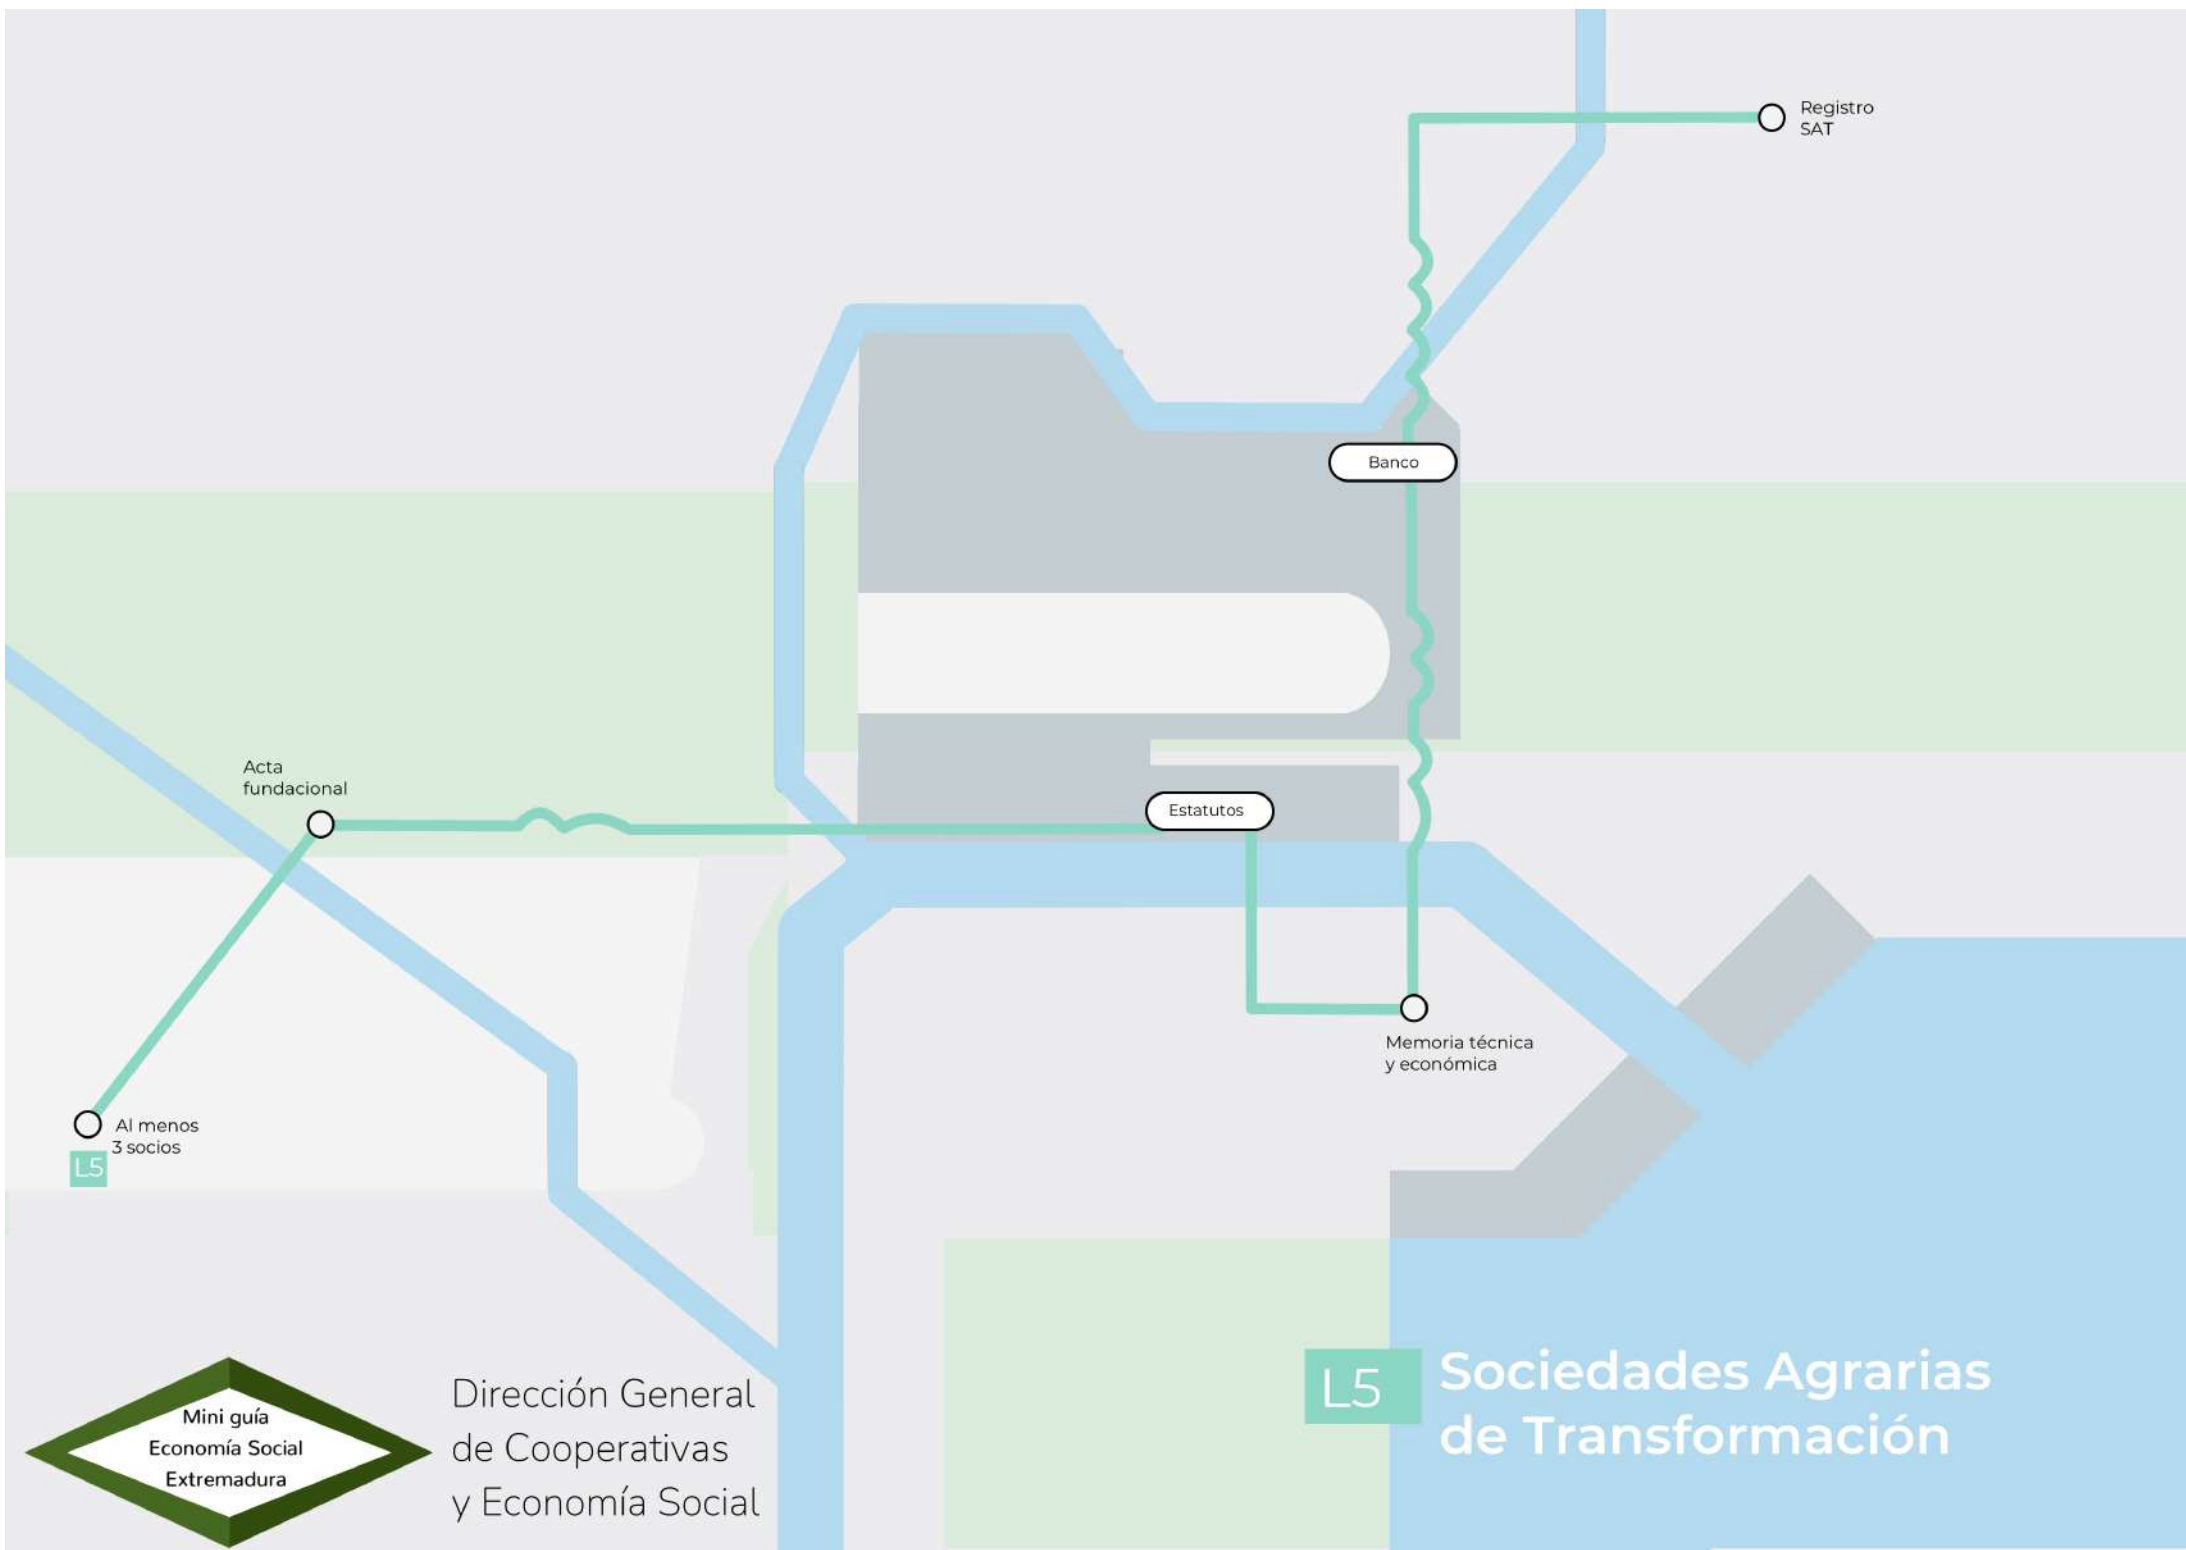 Registro
SAT
Banco
Acta
fundacional
Estatutos
Memoria técnica
y económica
Al menos
3 socios
L5
Mini guía
Economía Social
Extremadura
Dirección General
de Cooperativas
y Economía Social
L5
Sociedades Agrarias
de Transformación